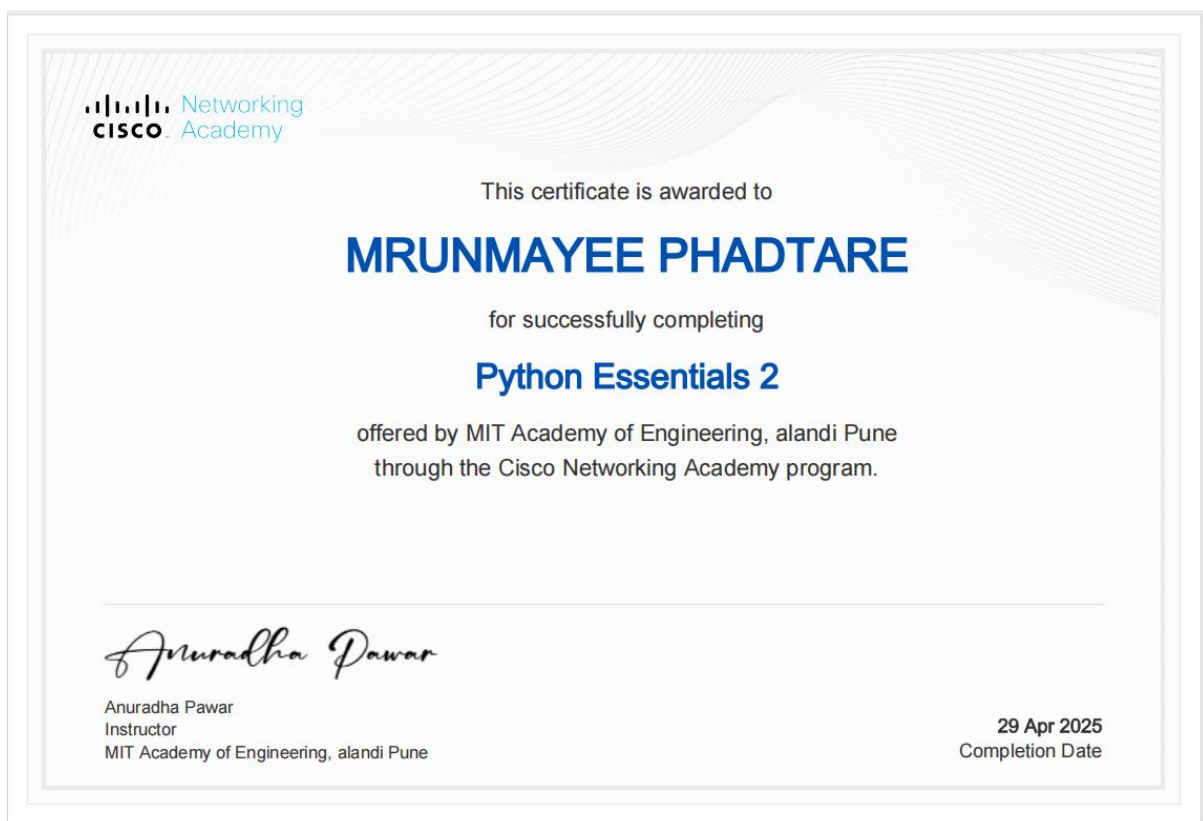 Networking
CISCO Academy
This certificate is awarded to
MRUNMAYEE PHADTARE
for successfully completing
Python Essentials 2
offered by MIT Academy of Engineering, alandi Pune
through the Cisco Networking Academy program.
Anuradha Pawar
Anuradha Pawar
Instructor
MIT Academy of Engineering, alandi Pune
29 Apr 2025
Completion Date